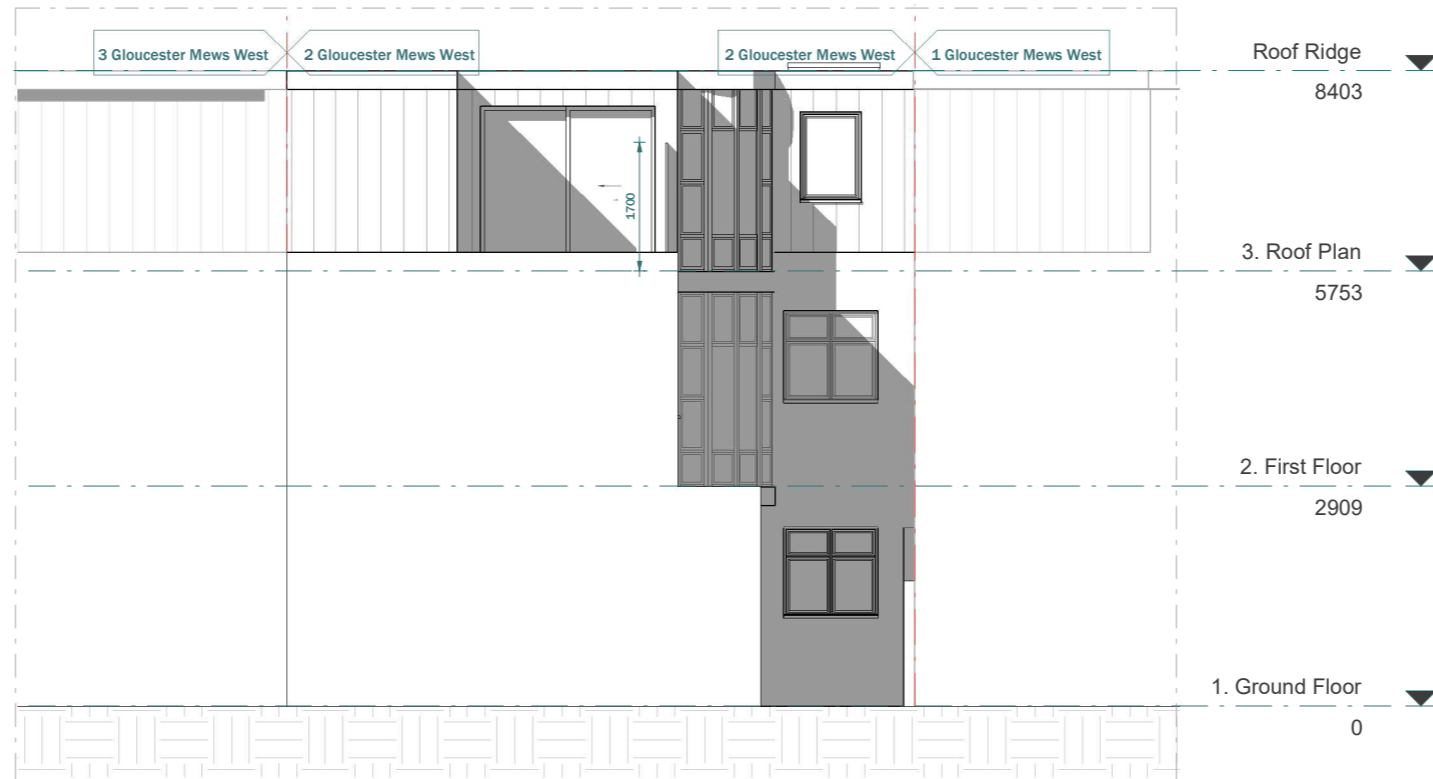 3 Gloucester Mews West
2 Gloucester Mews West
2 Gloucester Mews West
1 Gloucester Mews West
Roof Ridge
8403
1700
3. Roof Plan
5753
2. First Floor
2909
1. Ground Floor
0